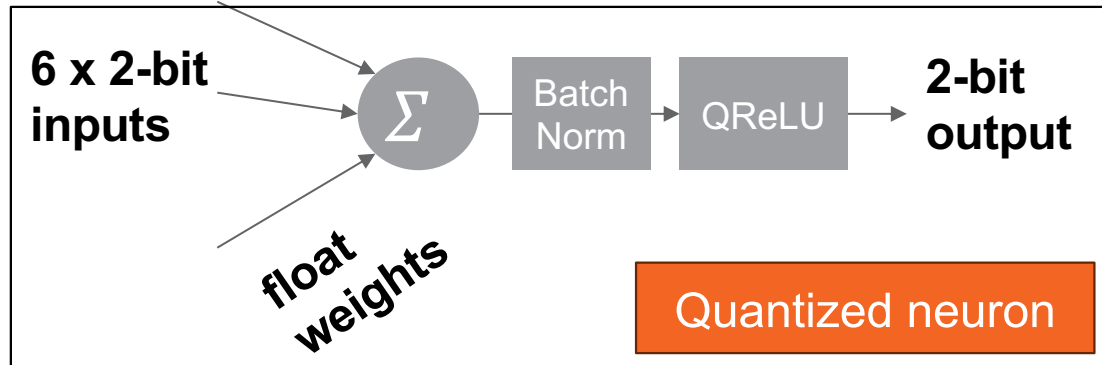 6 x 2-bit
inputs
Σ
Batch
Norm
QReLU
2-bit
output
float
weights
Quantized neuron